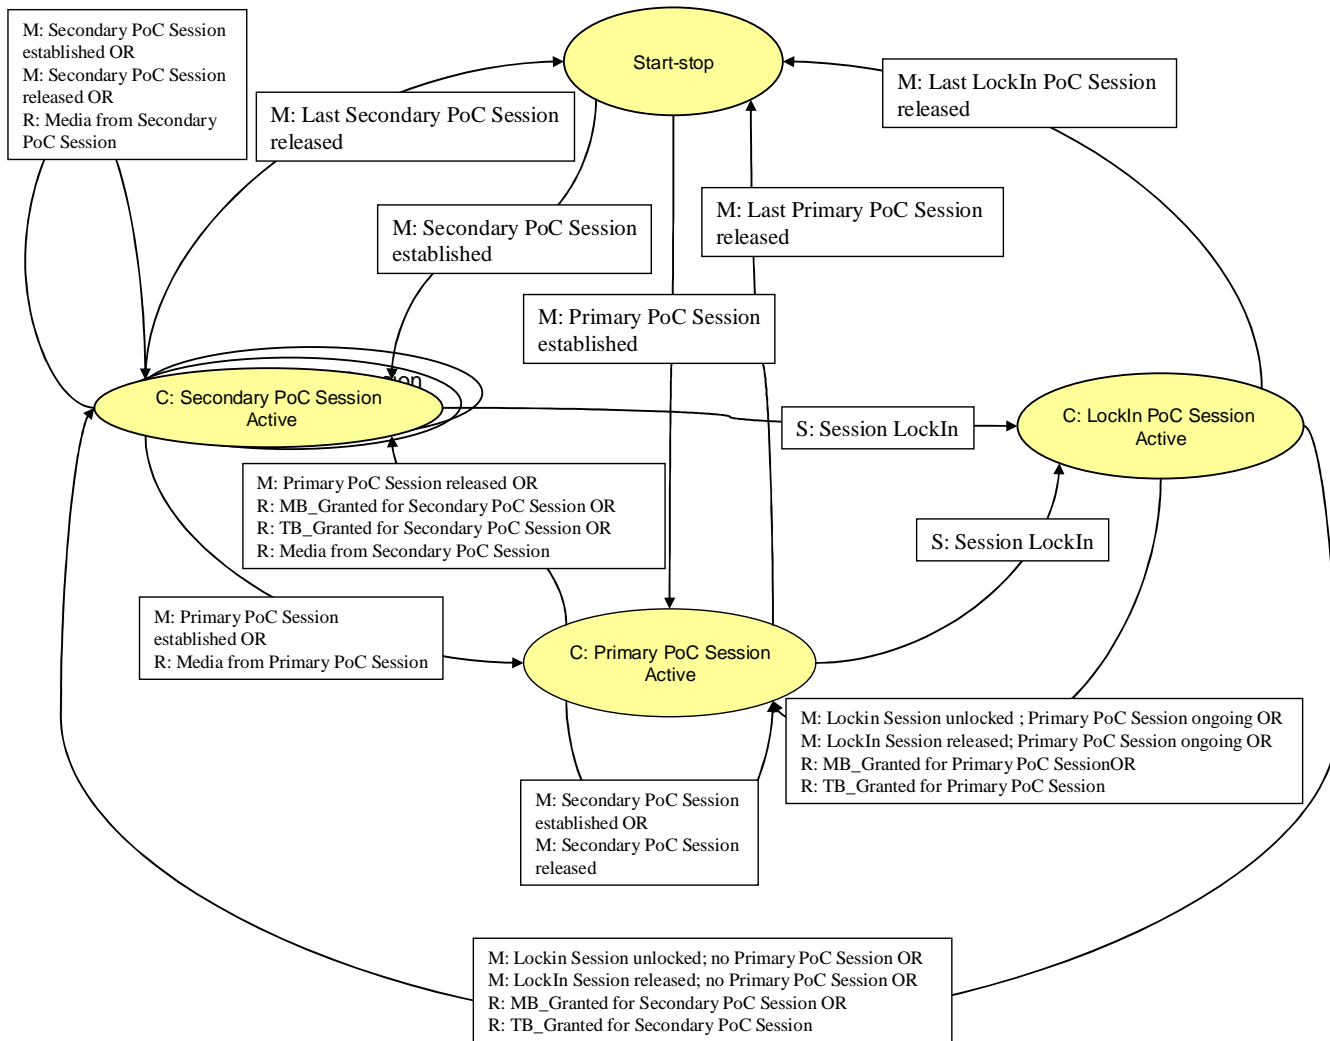 M: Secondary PoC Session
established OR
M: Secondary PoC Session
released OR
R: Media from Secondary
PoC Session
Start-stop
M: Last LockIn PoC Session
released
M: Last Secondary PoC Session
released
M: Secondary PoC Session
established
M: Last Primary PoC Session
released
M: Primary PoC Session
established
C: Secondary PoC Session
Active
S: Session LockIn
C: LockIn PoC Session
Active
M: Primary PoC Session released OR
R: MB_Granted for Secondary PoC Session OR
R: TB_Granted for Secondary PoC Session OR
R: Media from Secondary PoC Session
S: Session LockIn
M: Primary PoC Session
established OR
R: Media from Primary PoC Session
C: Primary PoC Session
Active
M: Lockin Session unlocked ; Primary PoC Session ongoing OR
M: LockIn Session released; Primary PoC Session ongoing OR
R: MB_Granted for Primary PoC SessionOR
R: TB_Granted for Primary PoC Session
M: Secondary PoC Session
established OR
M: Secondary PoC Session
released
M: Lockin Session unlocked; no Primary PoC Session OR
M: LockIn Session released; no Primary PoC Session OR
R: MB_Granted for Secondary PoC Session OR
R: TB_Granted for Secondary PoC Session